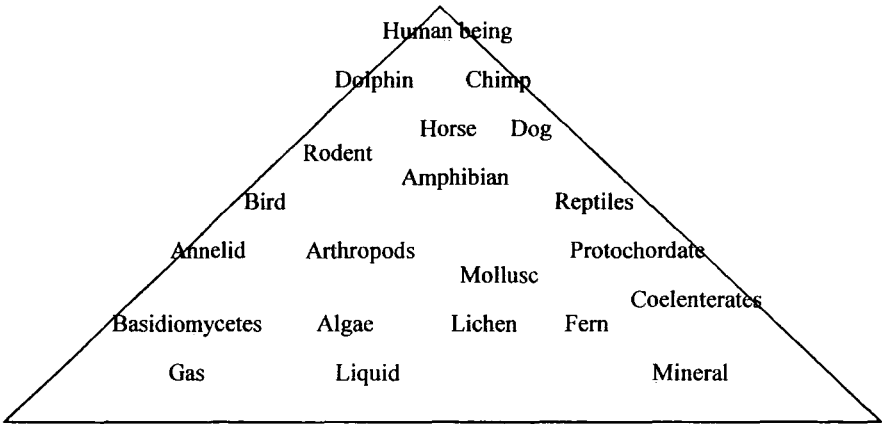 Human being
Dolphin Chimp
Horse Dog
Rodent
Amphibian
Bird Reptiles
Annelid Arthropods Protochordate
Mollusc
Coelenterates
Basidiomycetes Algae Lichen Fern
Gas Liquid Mineral